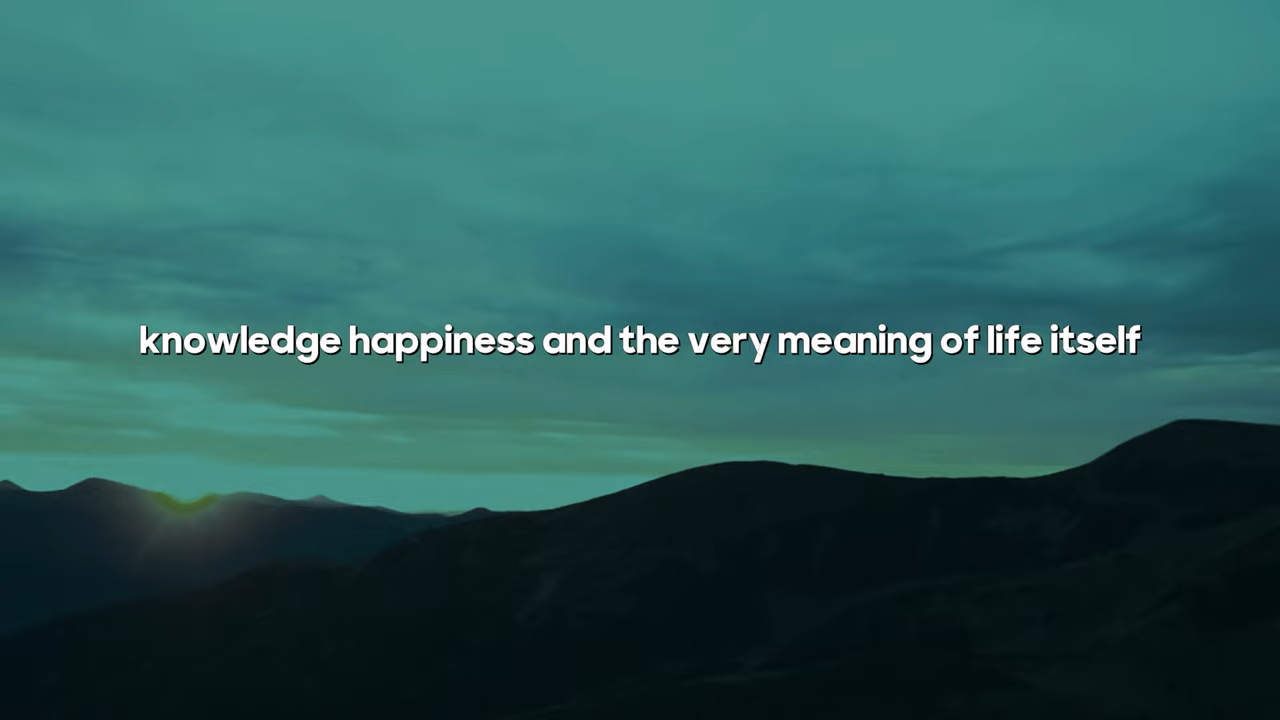 knowledge happiness and the very meaning of life itself